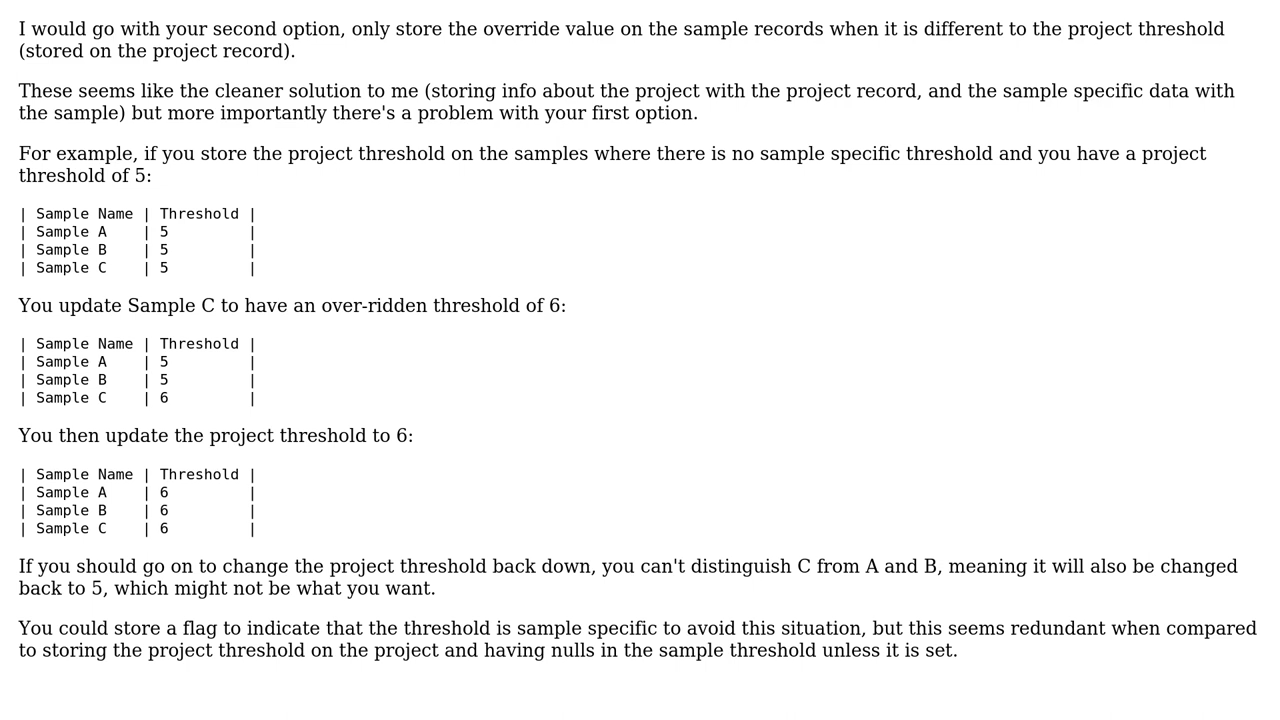 I would go with your second option, only store the override value on the sample records when it is different to the project threshold
(stored on the project record).
These seems like the cleaner solution to me (storing info about the project with the project record, and the sample specific data with
the sample) but more importantly there's a problem with your first option.
For example, if you store the project threshold on the samples where there is no sample specific threshold and you have a project
threshold of 5:
| Sample Name | Threshold |
| Sample A    | 5         |
| Sample B    | 5         |
| Sample C    | 5         |
You update Sample C to have an over-ridden threshold of 6:
| Sample Name | Threshold |
| Sample A    | 5         |
| Sample B    | 5         |
| Sample C    | 6         |
You then update the project threshold to 6:
| Sample Name | Threshold |
| Sample A    | 6         |
| Sample B    | 6         |
| Sample C    | 6         |
If you should go on to change the project threshold back down, you can't distinguish C from A and B, meaning it will also be changed
back to 5, which might not be what you want.
You could store a flag to indicate that the threshold is sample specific to avoid this situation, but this seems redundant when compared
to storing the project threshold on the project and having nulls in the sample threshold unless it is set.